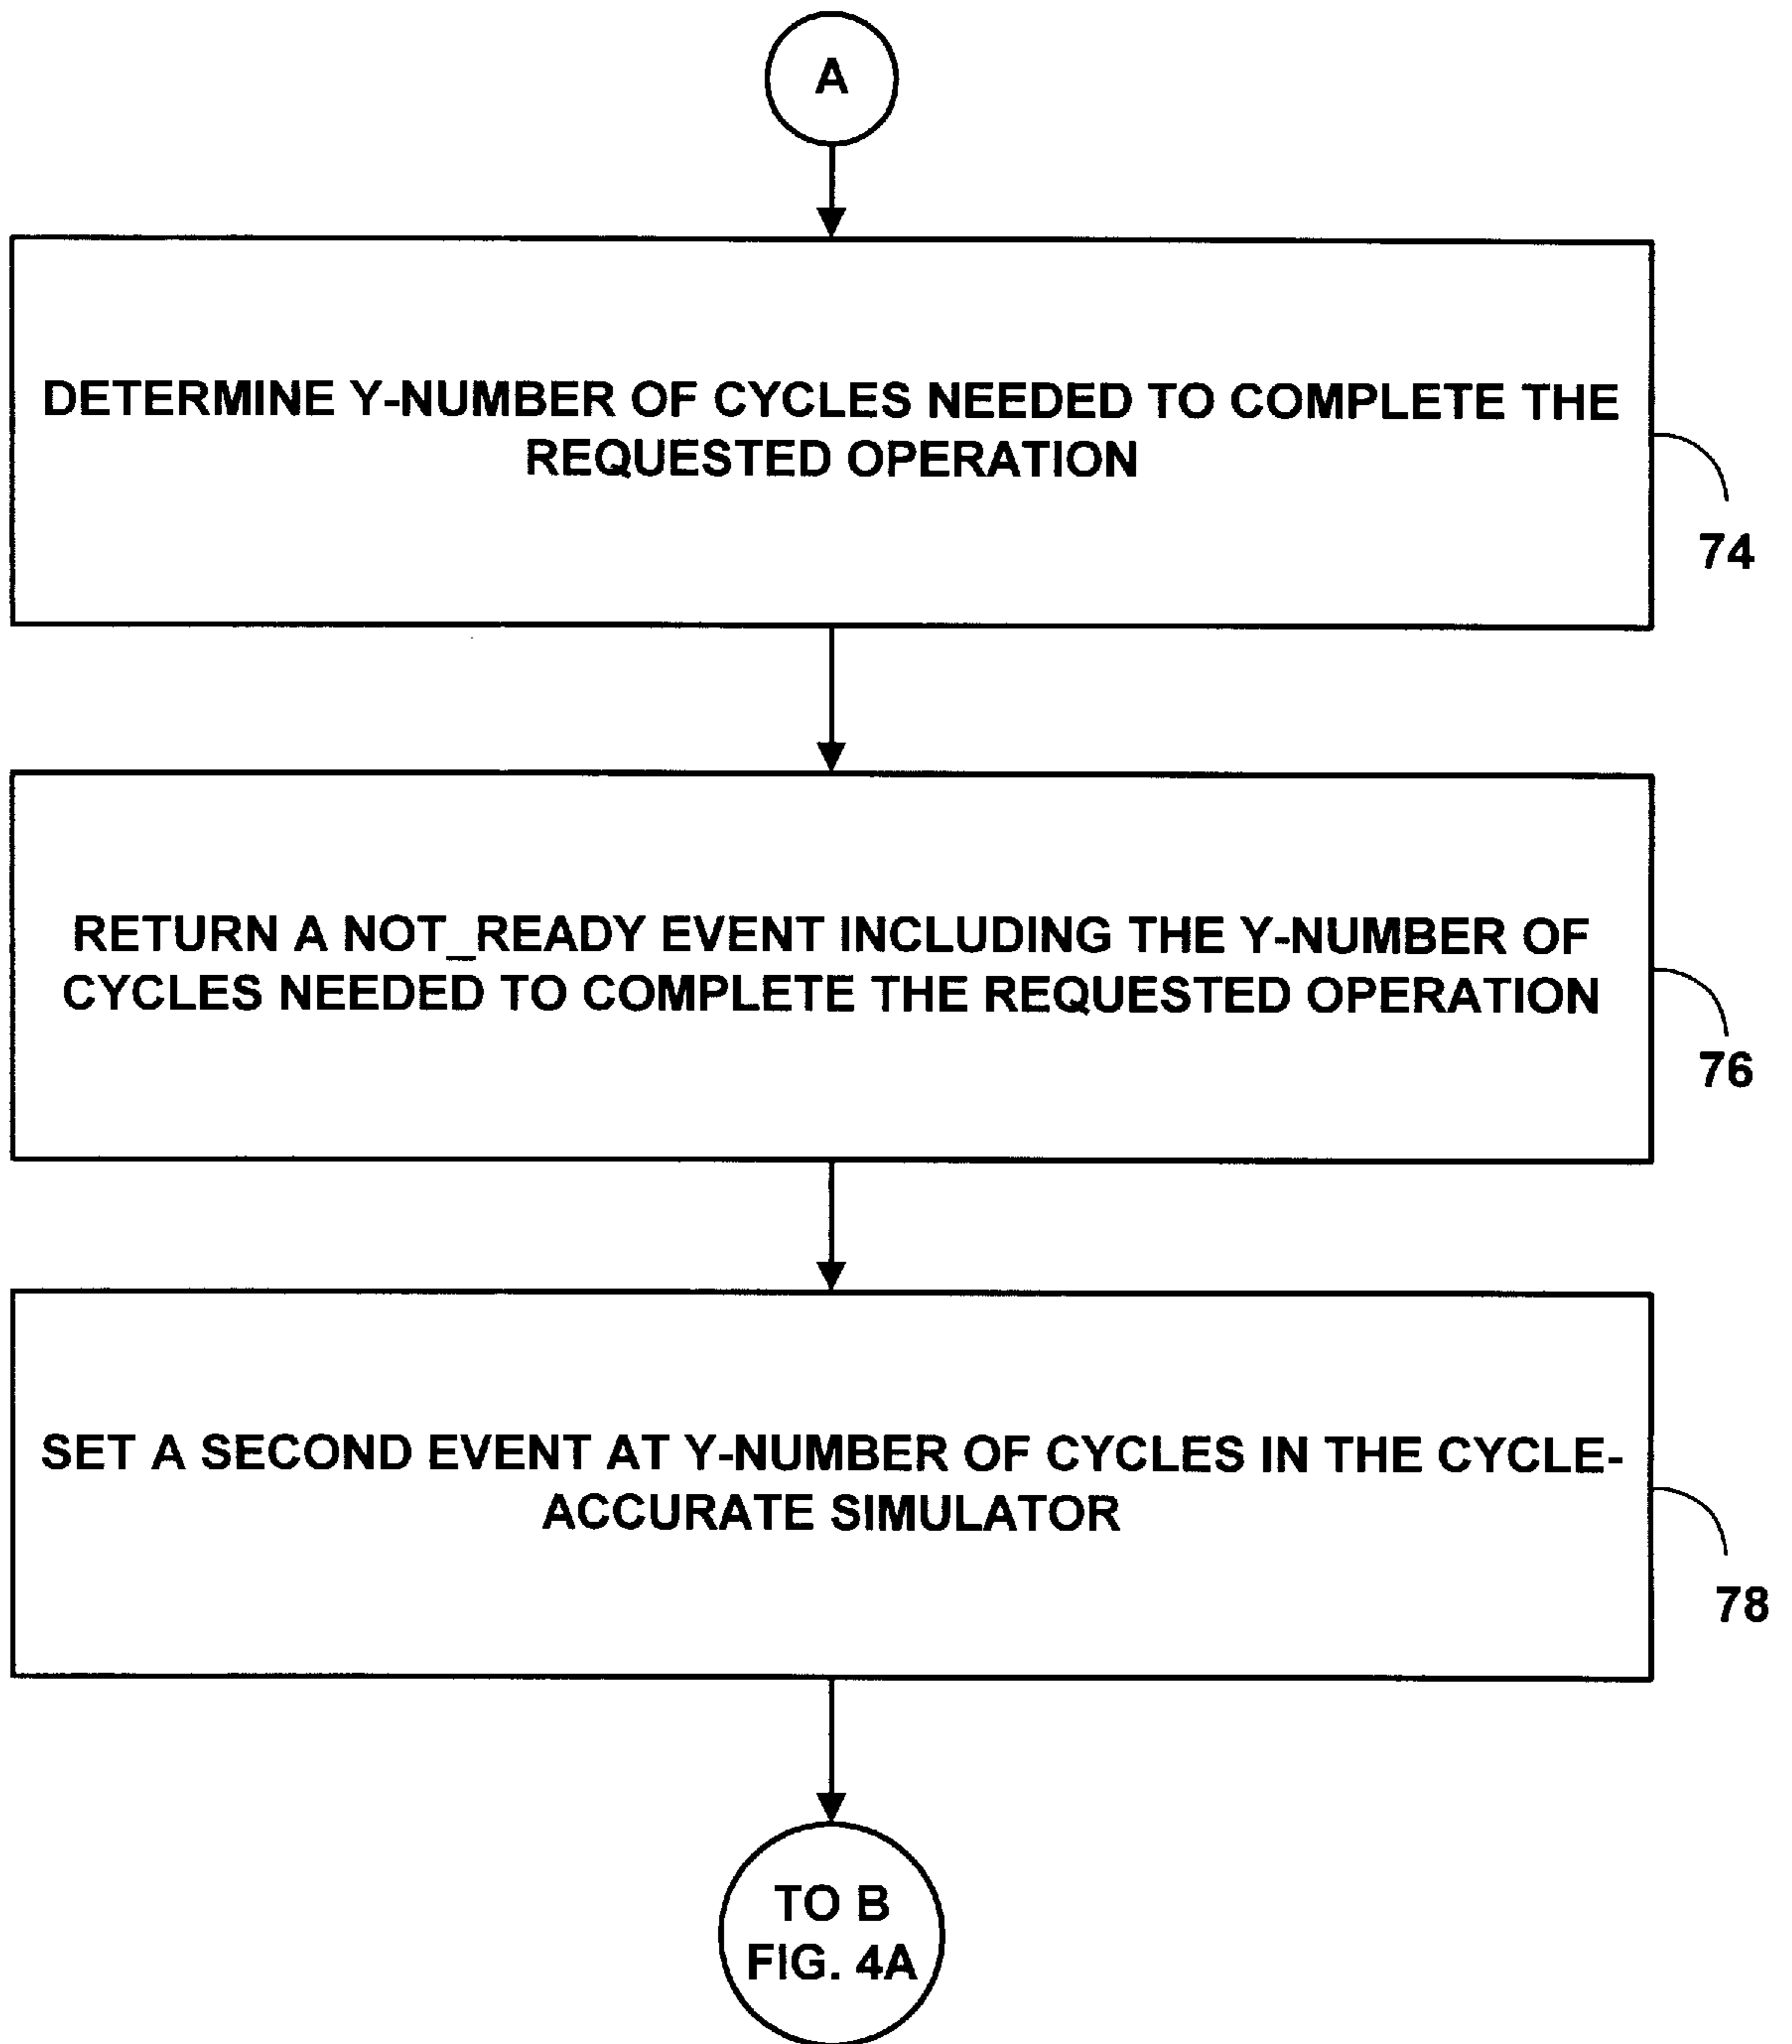 A
DETERMINE Y-NUMBER OF CYCLES NEEDED TO COMPLETE THE
REQUESTED OPERATION
74
RETURN A NOT_READY EVENT INCLUDING THE Y-NUMBER OF
CYCLES NEEDED TO COMPLETE THE REQUESTED OPERATION
76
SET A SECOND EVENT AT Y-NUMBER OF CYCLES IN THE CYCLE-
ACCURATE SIMULATOR
78
TO B
FIG. 4A